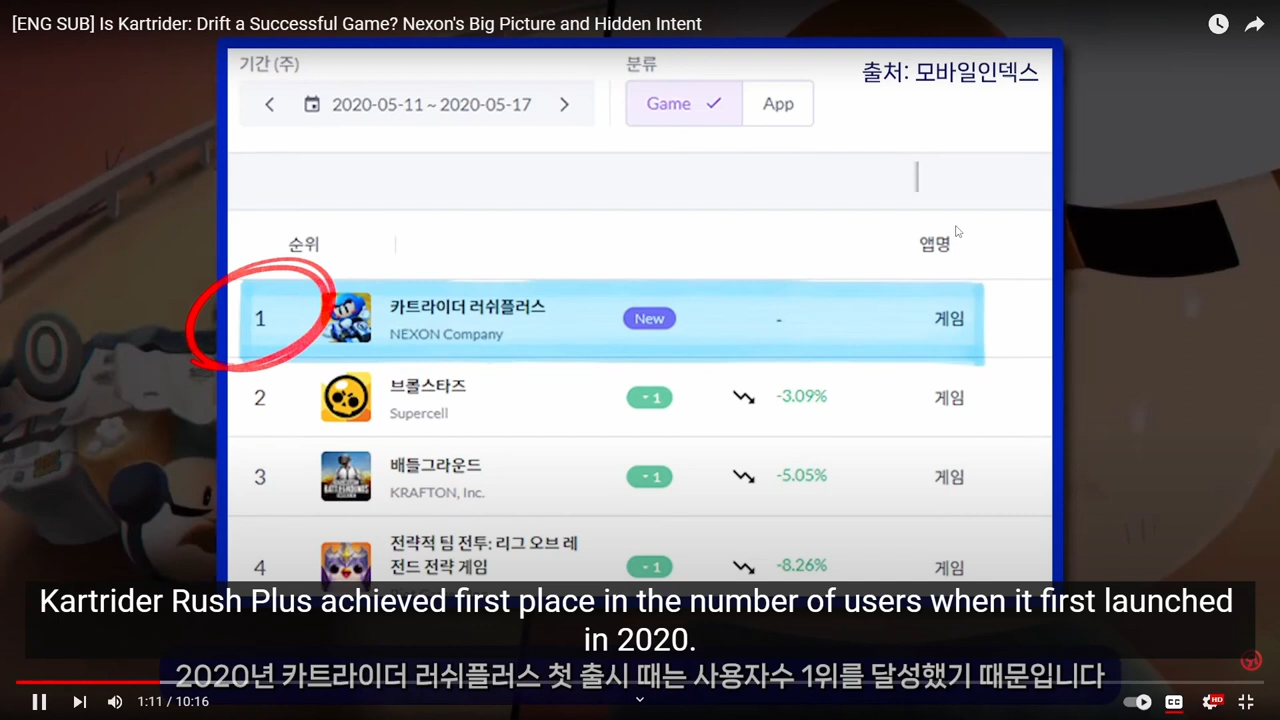 [ENG SUB] Is Kartrider: Drift a Successful Game? Nexon's Big Picture and Hidden Intent
기간 (주)
분류
출처: 모바일인덱스
2020-05-11 ~ 2020-05-17
Game
App
순위
앱명
1
카트라이더 러쉬플러스
NEXON Company
New
-
게임
2
브롤스타즈
Supercell
1
-3.09%
게임
3
배틀그라운드
KRAFTON, Inc.
1
-5.05%
게임
4
전략적 팀 전투: 리그 오브 레
전드 전략 게임
1
-8.26%
게임
Kartrider Rush Plus achieved first place in the number of users when it first launched
in 2020.
2020년 카트라이더 러쉬플러스 첫 출시 때는 사용자수 1위를 달성했기 때문입니다
1:11 / 10:16
CC
HD